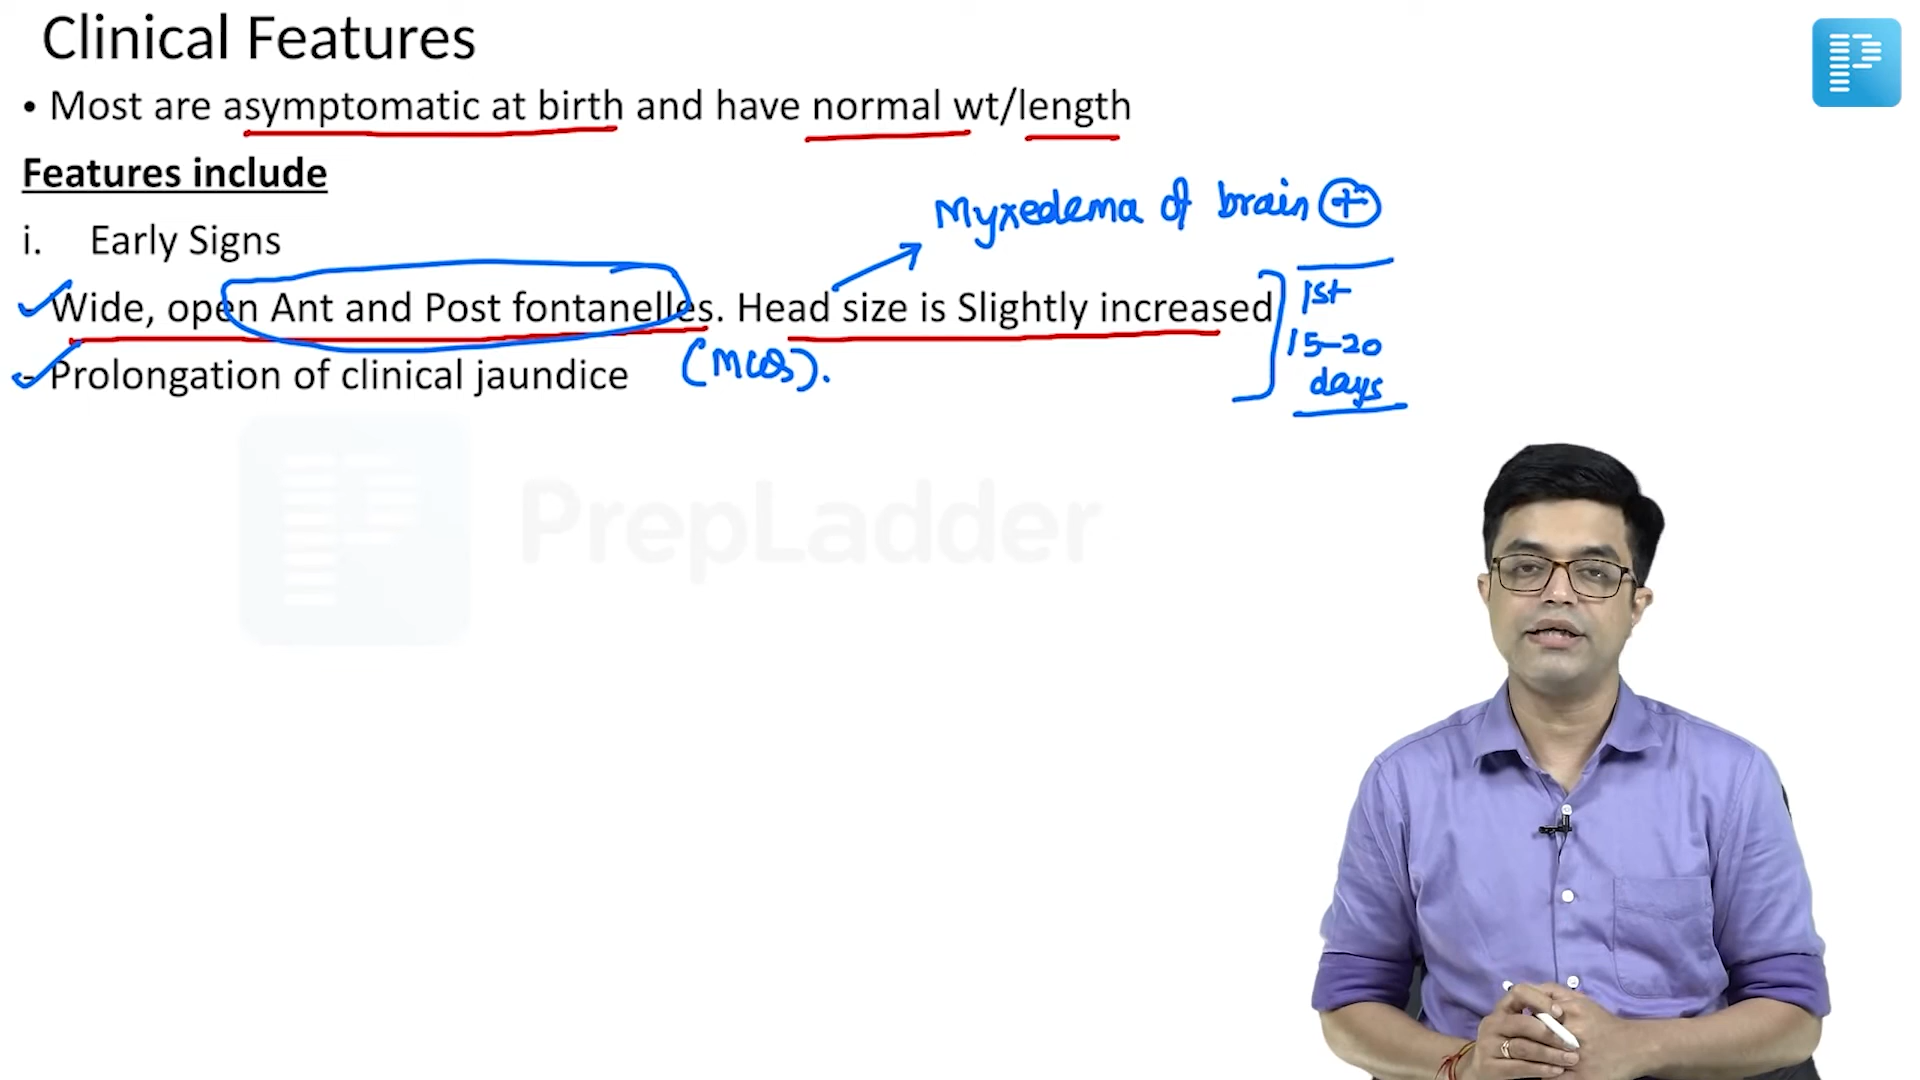 Clinical Features
• Most are asymptomatic at birth and have normal wt/length
Features include
Myxedema of brain +
i. Early Signs
- Wide, open Ant and Post fontanelles. Head size is Slightly increased
1st
15-20
days
- Prolongation of clinical jaundice (MCQs).
PrepLadder